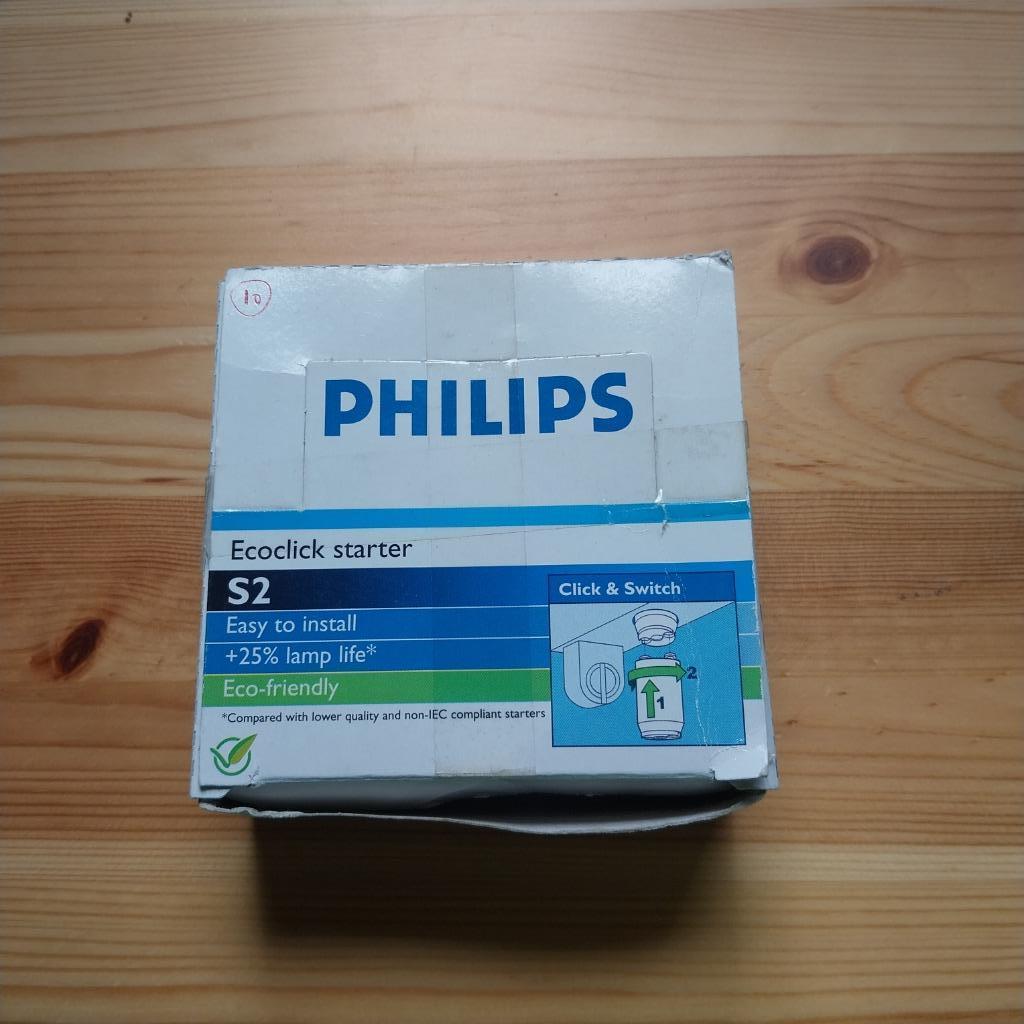 10
PHILIPS
Ecoclick starter
S2
Easy to install
+25% lamp life*
Eco-friendly
*Compared with lower quality and non-IEC compliant starters
Click & Switch
2
1